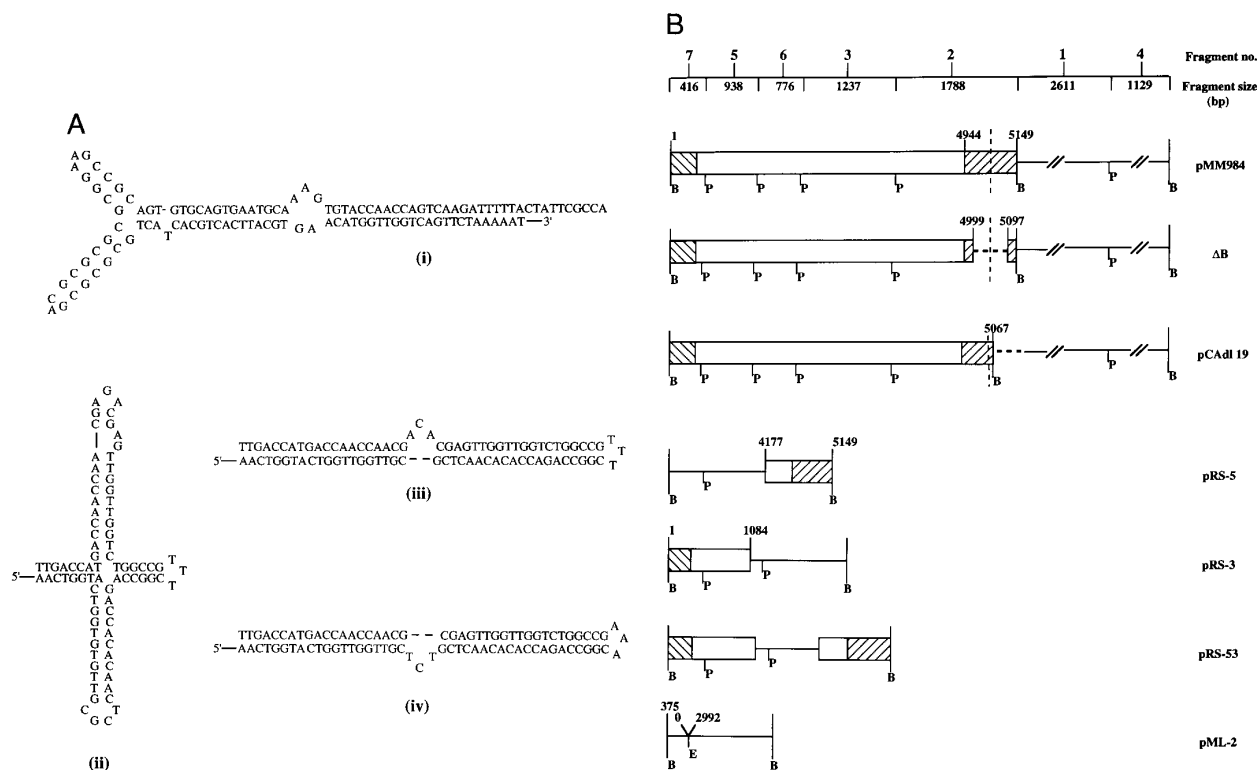 A
AGT-GTGCAGTGAATGCA
A
A
G
TGTACCAACCAGTCAAGATTTTTACTATTCGCCA
TCA
T
CACGTCACTTACGT
G
A
ACATGGTTGGTCAGTTCTAAAAAT—3'
(i)
TTGACCAT
TGGCCG
T
T
T
5'—AACTGGTA
ACCGGC
(ii)
TTGACCATGACCAACCAACG
A
C
A
CGAGTTGGTTGGTCTGGCCG
T
T
T
5'—AACTGGTACTGGTTGGTTGC
- -
GCTCAACACACCAGACCGGC
(iii)
TTGACCATGACCAACCAACG
- -
CGAGTTGGTTGGTCTGGCCG
A
A
A
5'—AACTGGTACTGGTTGGTTGC
T
C
T
GCTCAACACACCAGACCGGC
(iv)
B
7 5 6 3 2 1 4 Fragment no.
416 938 776 1237 1788 2611 1129 Fragment size
(bp)
1 4944 5149
pMM984
B P P P P B P B
4999 5097
ΔB
B P P P P B P B
5067
pCAdl 19
B P P P P B P B
4177 5149
pRS-5
B P B
1 1084
pRS-3
B P P B
pRS-53
B P P B
375
0 2992
pML-2
E
B B